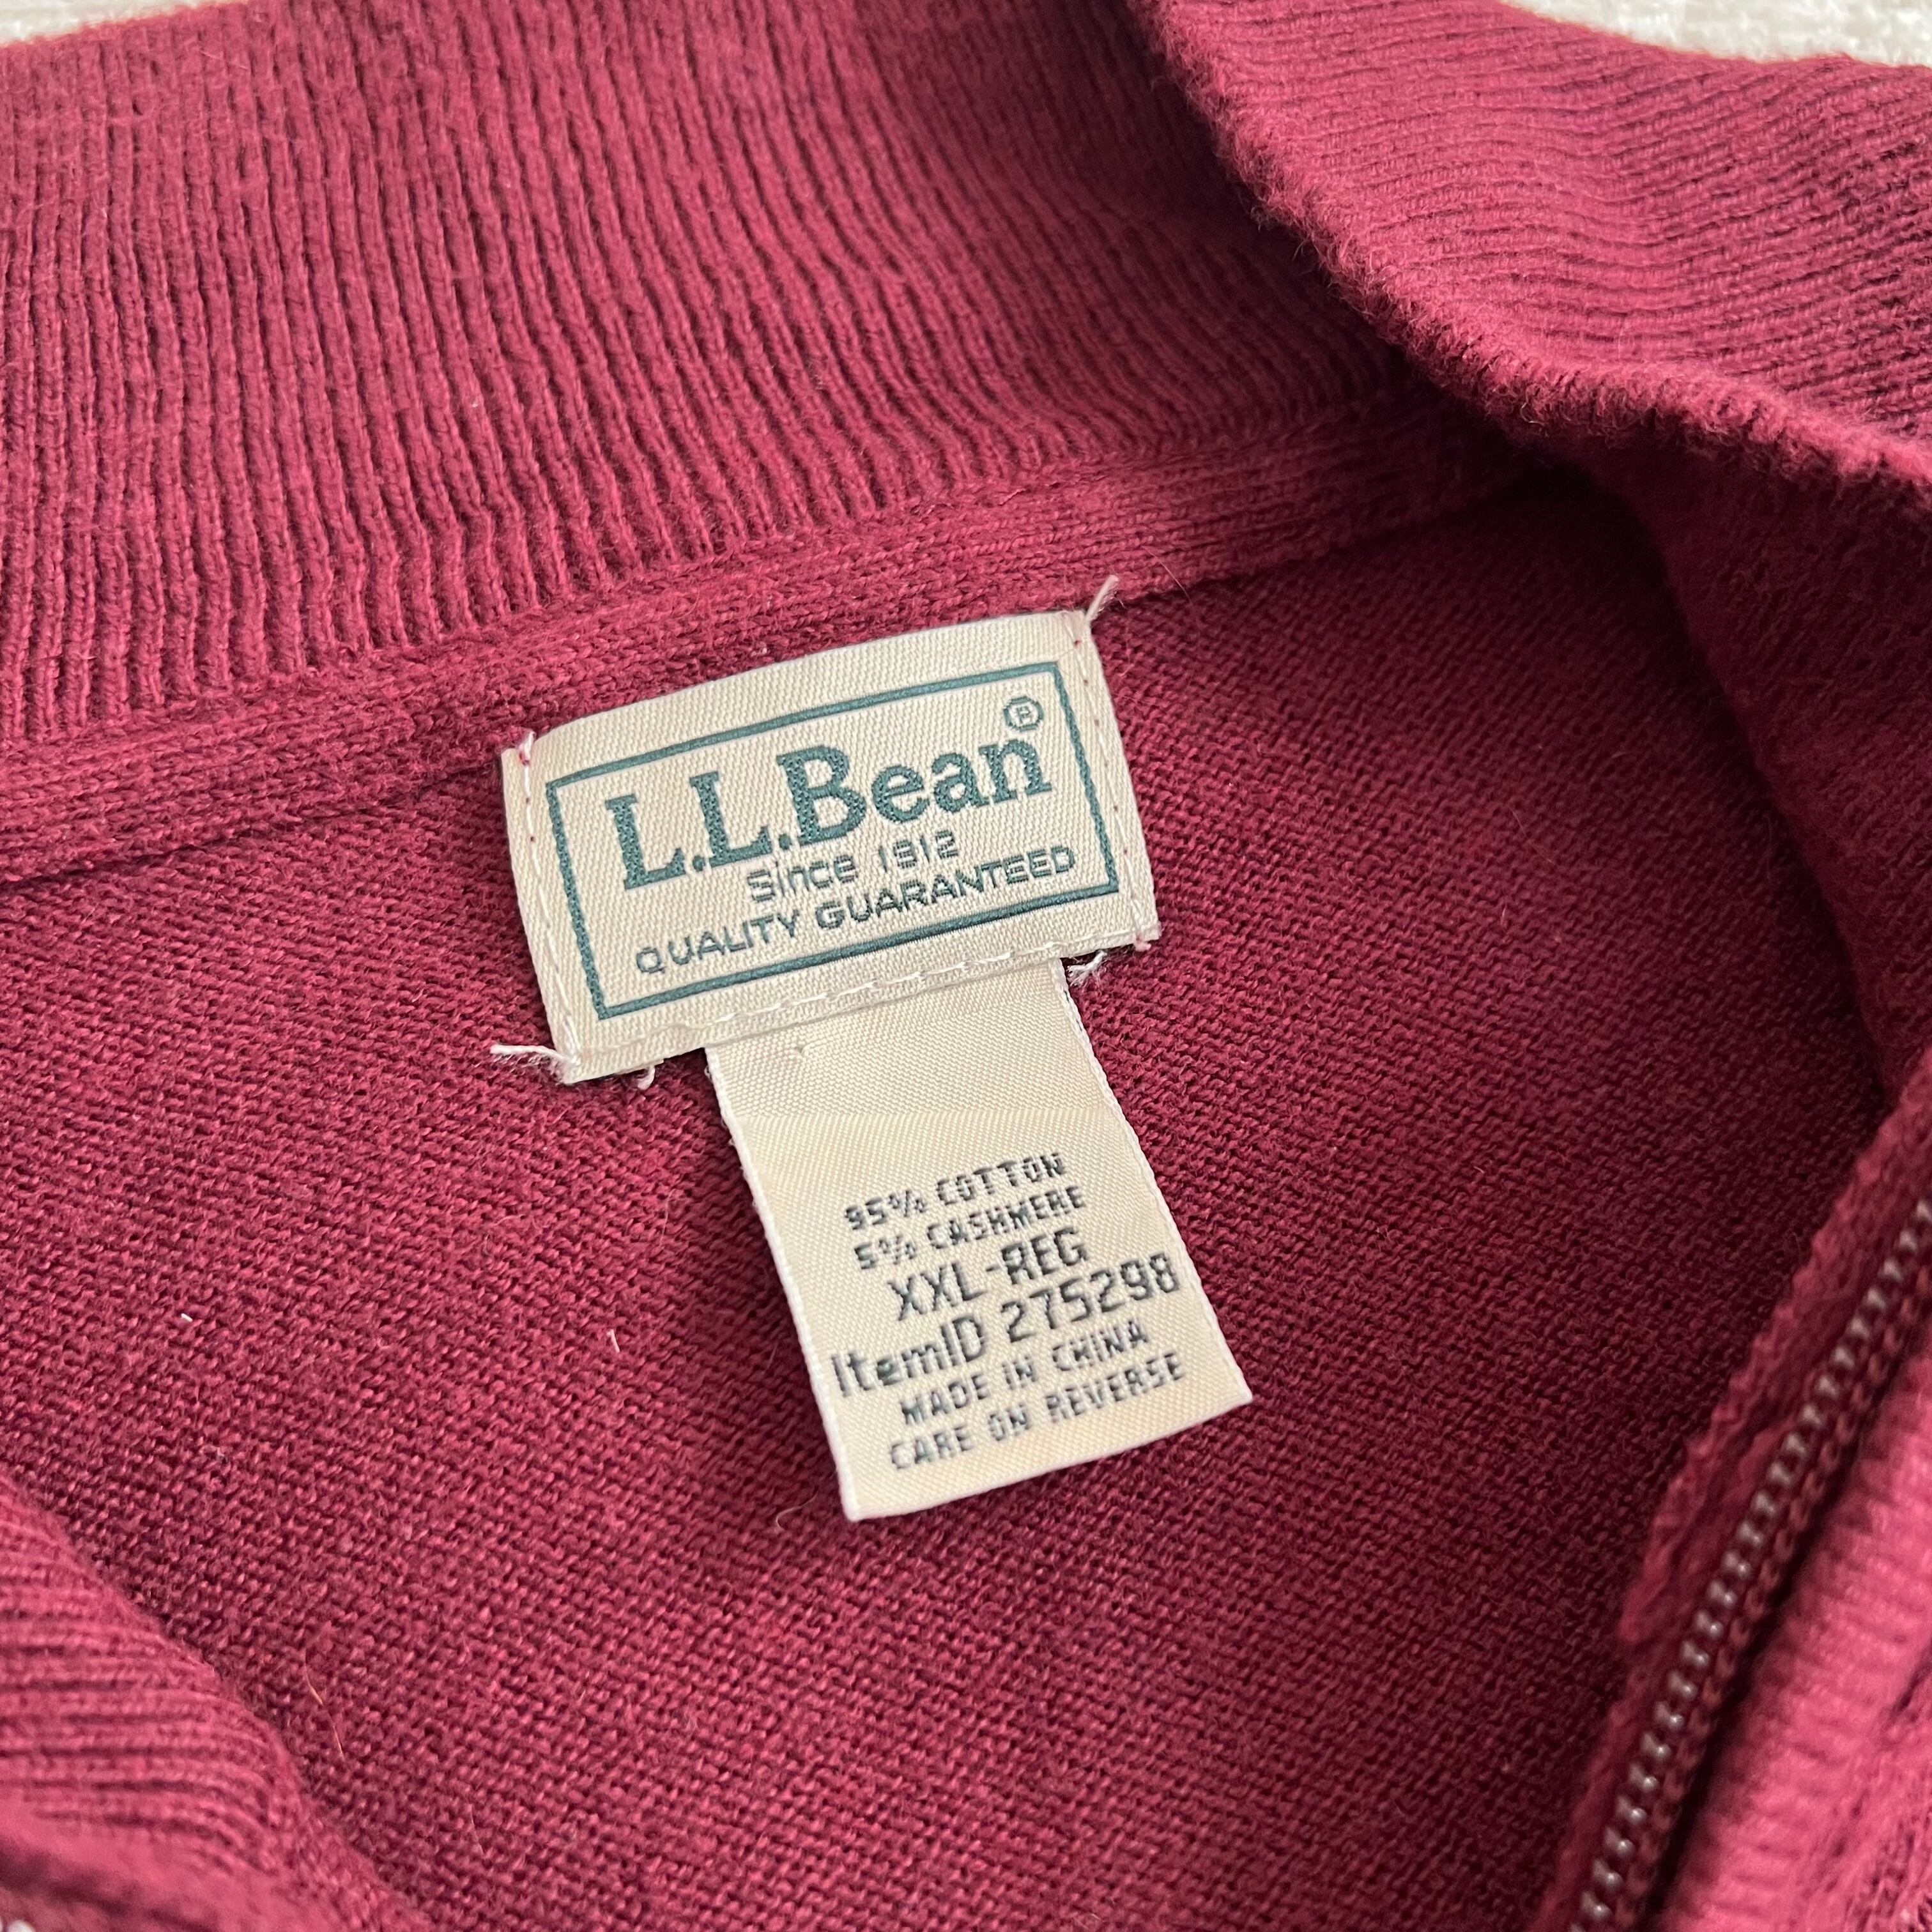 L.L.Bean®
Since 1912
QUALITY GUARANTEED
95% COTTON
5% CASHMERE
XXL-REG
ItemID 275298
MADE IN CHINA
CARE ON REVERSE